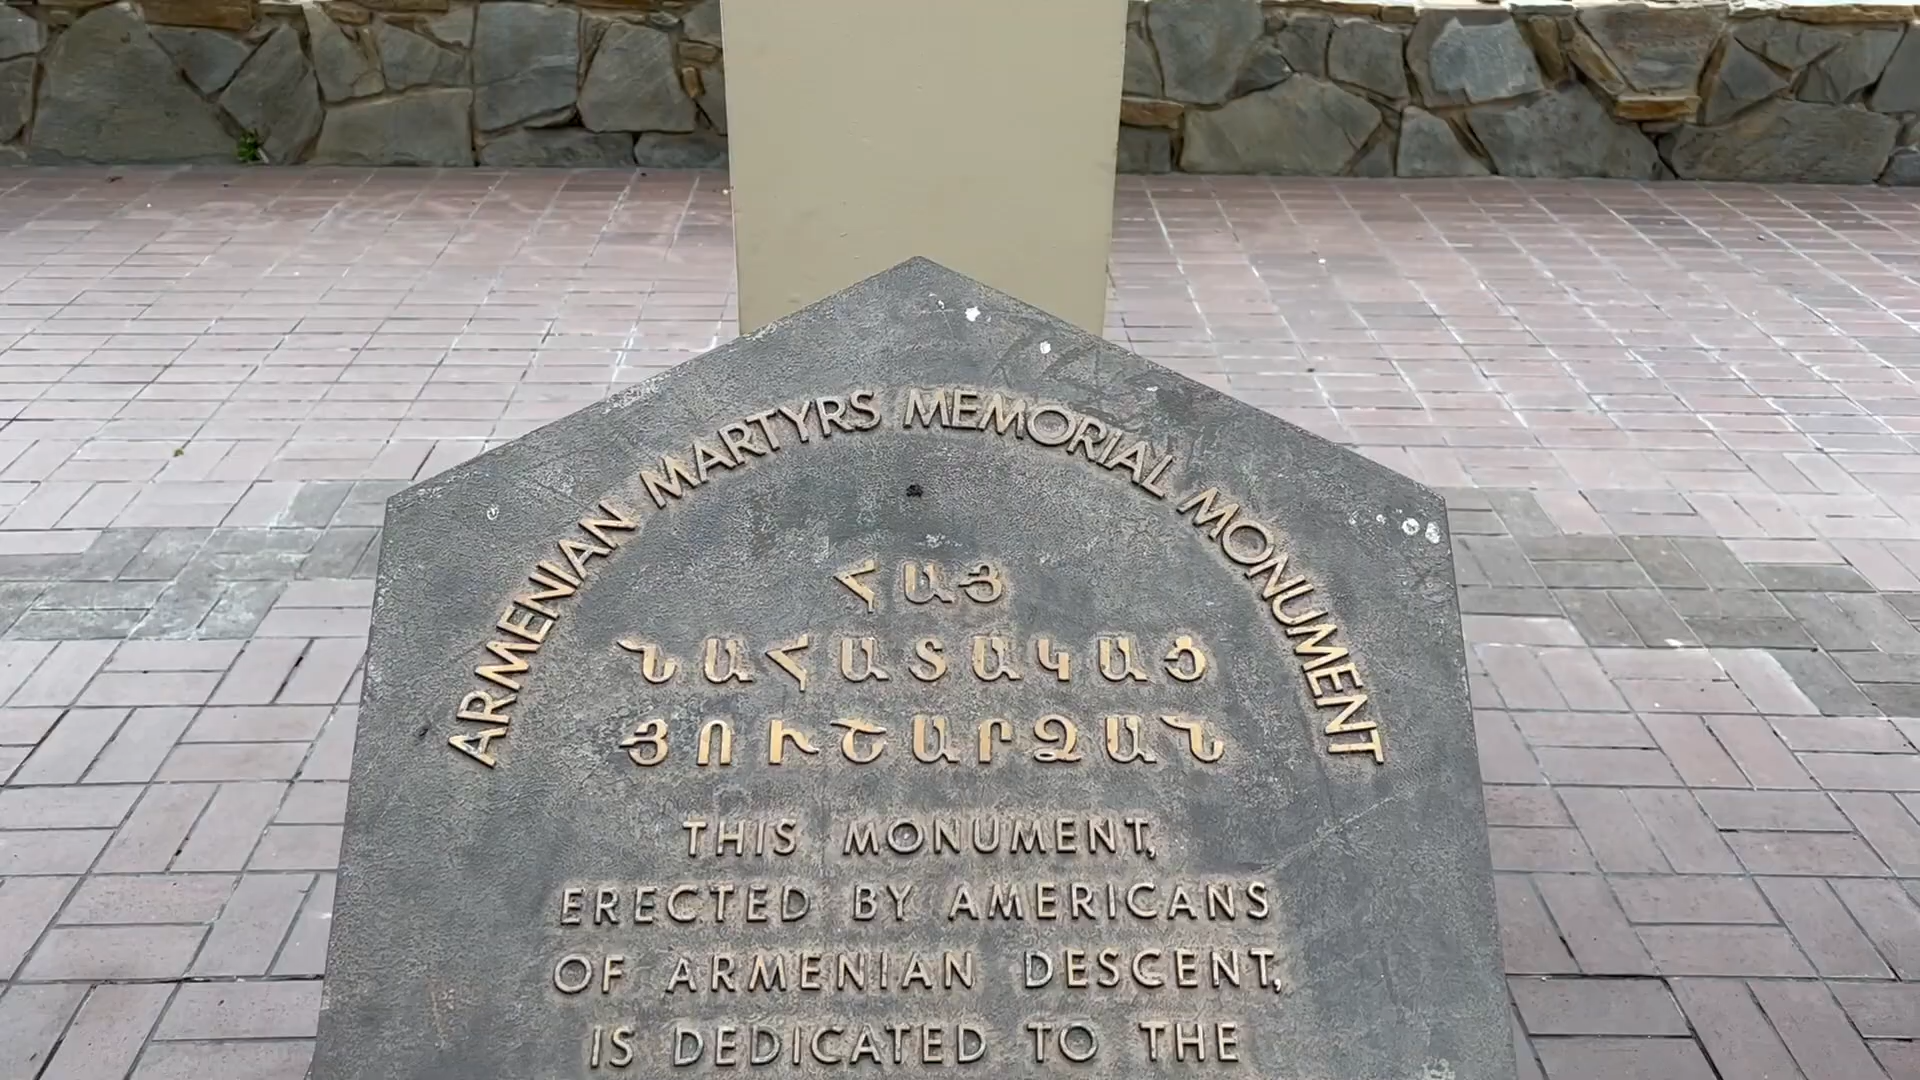 ARMENIAN MARTYRS MEMORIAL MONUMENT
ՀԱՅ
ՆԱՀԱՏԱԿԱՑ
ՅՈՒՇԱՐՁԱՆ
THIS MONUMENT,
ERECTED BY AMERICANS
OF ARMENIAN DESCENT,
IS DEDICATED TO THE